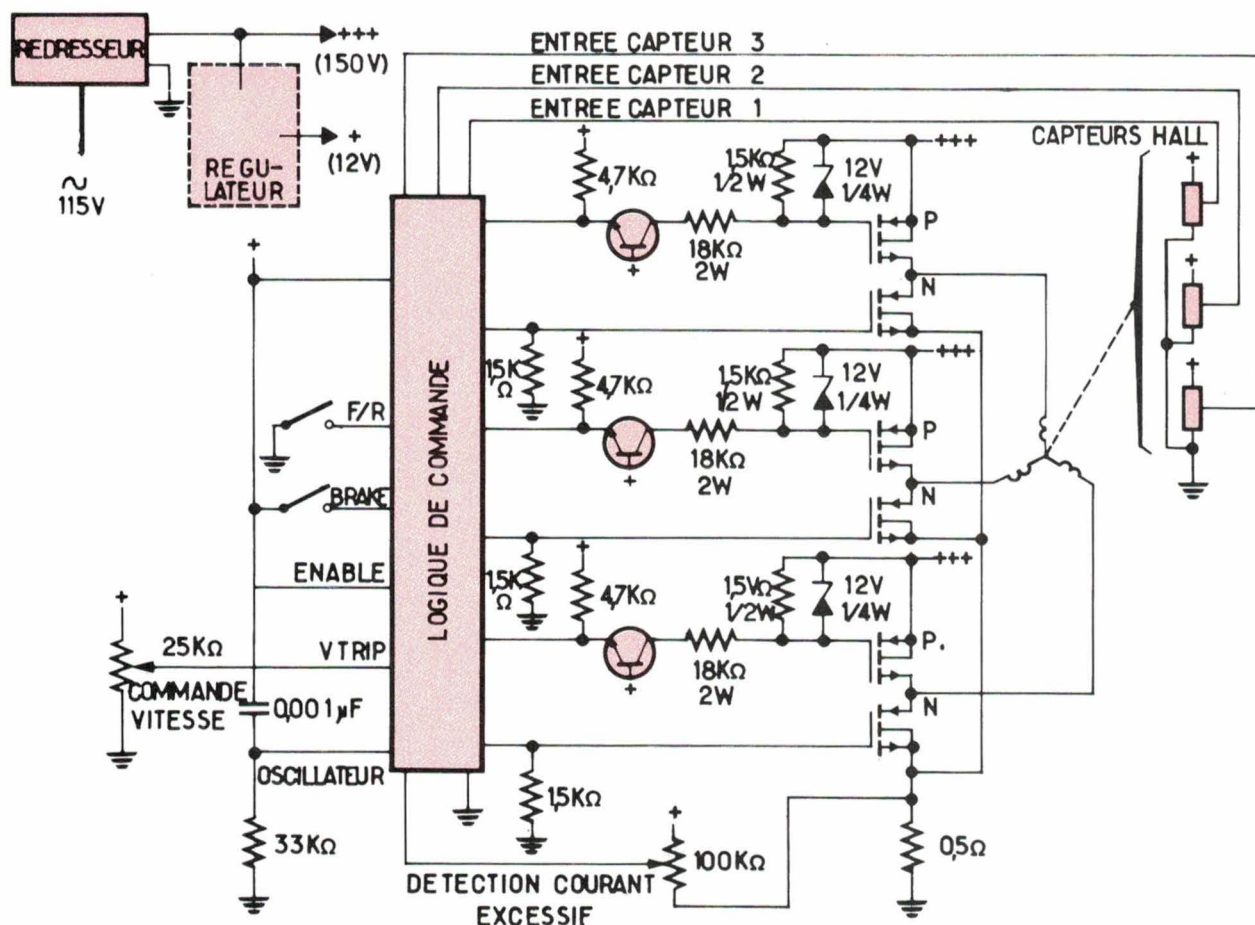 REDRESSEUR
+++
(150V)
+
(12V)
REGU-
LATEUR
~
115V
ENTREE CAPTEUR 3
ENTREE CAPTEUR 2
ENTREE CAPTEUR 1
CAPTEURS HALL
+
+
+
LOGIQUE DE COMMANDE
+
4,7KΩ
+
18KΩ
2W
1,5KΩ
1/2W
12V
1/4W
+++
P
N
1,5K
Ω
+
4,7KΩ
+
18KΩ
2W
1,5KΩ
1/2W
12V
1/4W
+++
P
N
1,5K
Ω
+
4,7KΩ
+
18KΩ
2W
1,5VΩ
1/2W
12V
1/4W
+++
P.
N
1,5KΩ
+
F/R
BRAKE
ENABLE
VTRIP
+
25KΩ
COMMANDE
VITESSE
0,001µF
OSCILLATEUR
33KΩ
+
100KΩ
0,5Ω
DETECTION COURANT
EXCESSIF